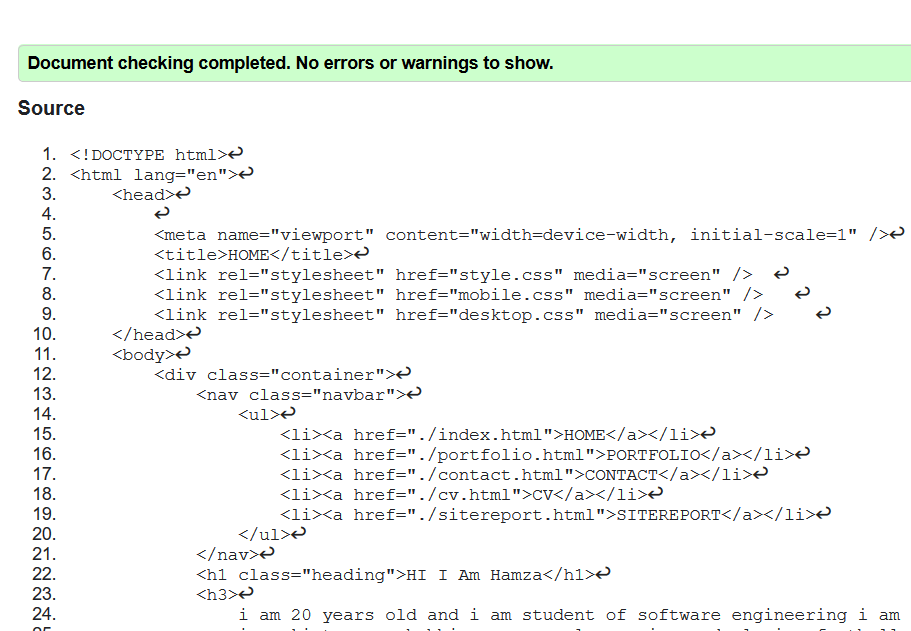 Document checking completed. No errors or warnings to show.
Source
1. <!DOCTYPE html>↩
2. <html lang="en">↩
3. <head>↩
4. ↩
5. <meta name="viewport" content="width=device-width, initial-scale=1" />↩
6. <title>HOME</title>↩
7. <link rel="stylesheet" href="style.css" media="screen" /> ↩
8. <link rel="stylesheet" href="mobile.css" media="screen" /> ↩
9. <link rel="stylesheet" href="desktop.css" media="screen" /> ↩
10. </head>↩
11. <body>↩
12. <div class="container">↩
13. <nav class="navbar">↩
14. <ul>↩
15. <li><a href="./index.html">HOME</a></li>↩
16. <li><a href="./portfolio.html">PORTFOLIO</a></li>↩
17. <li><a href="./contact.html">CONTACT</a></li>↩
18. <li><a href="./cv.html">CV</a></li>↩
19. <li><a href="./sitereport.html">SITEREPORT</a></li>↩
20. </ul>↩
21. </nav>↩
22. <h1 class="heading">HI I Am Hamza</h1>↩
23. <h3>↩
24. i am 20 years old and i am student of software engineering i am